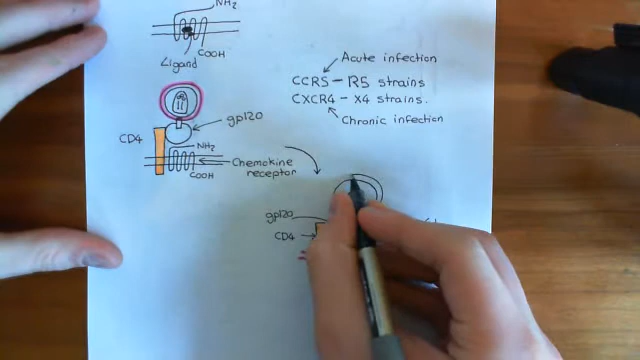 NH₂
COOH
Ligand
Acute infection
CCR5 - R5 strains
CXCR4 - X4 strains.
Chronic infection
gp120
CD4
NH₂
Chemokine
receptor
COOH
gp120
CD4